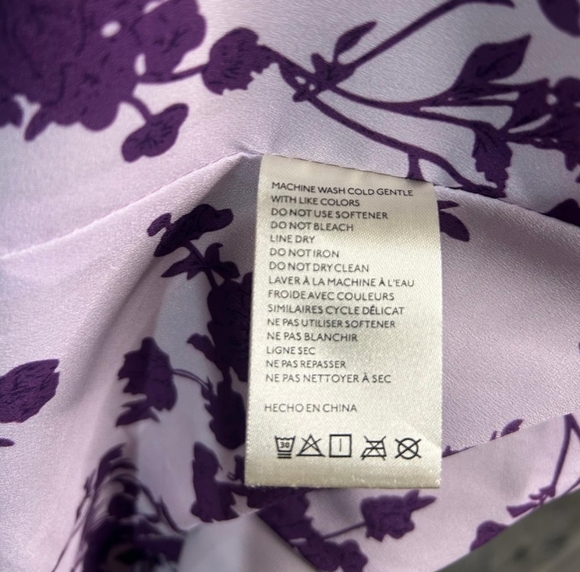 MACHINE WASH COLD GENTLE
WITH LIKE COLORS
DO NOT USE SOFTENER
DO NOT BLEACH
LINE DRY
DO NOT IRON
DO NOT DRY CLEAN
LAVER À LA MACHINE À L'EAU
FROIDE AVEC COULEURS
SIMILAIRES CYCLE DÉLICAT
NE PAS UTILISER SOFTENER
NE PAS BLANCHIR
LIGNE SEC
NE PAS REPASSER
NE PAS NETTOYER À SEC
HECHO EN CHINA
30